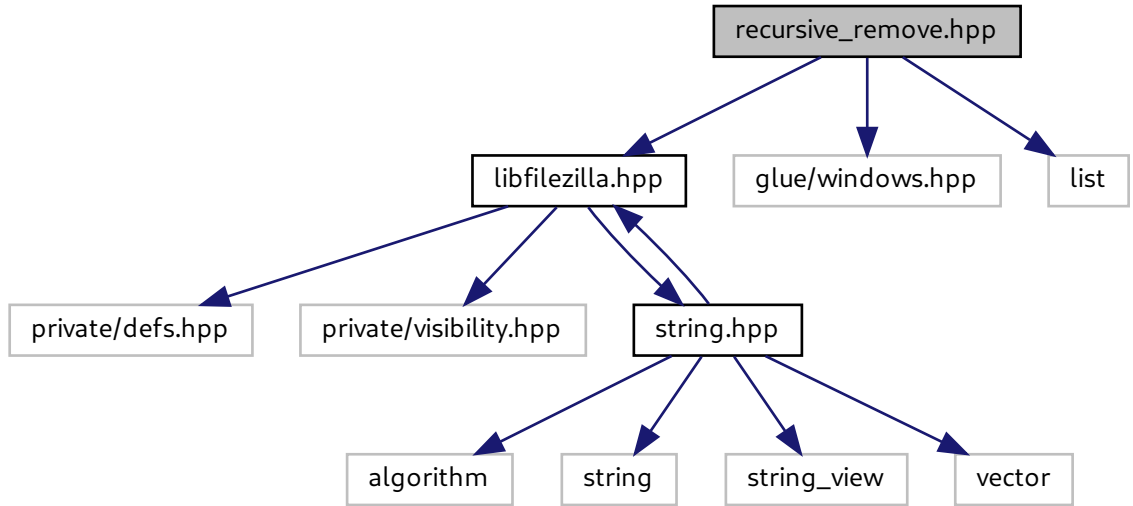 recursive_remove.hpp
libfilezilla.hpp
glue/windows.hpp
list
private/defs.hpp
private/visibility.hpp
string.hpp
algorithm
string
string_view
vector